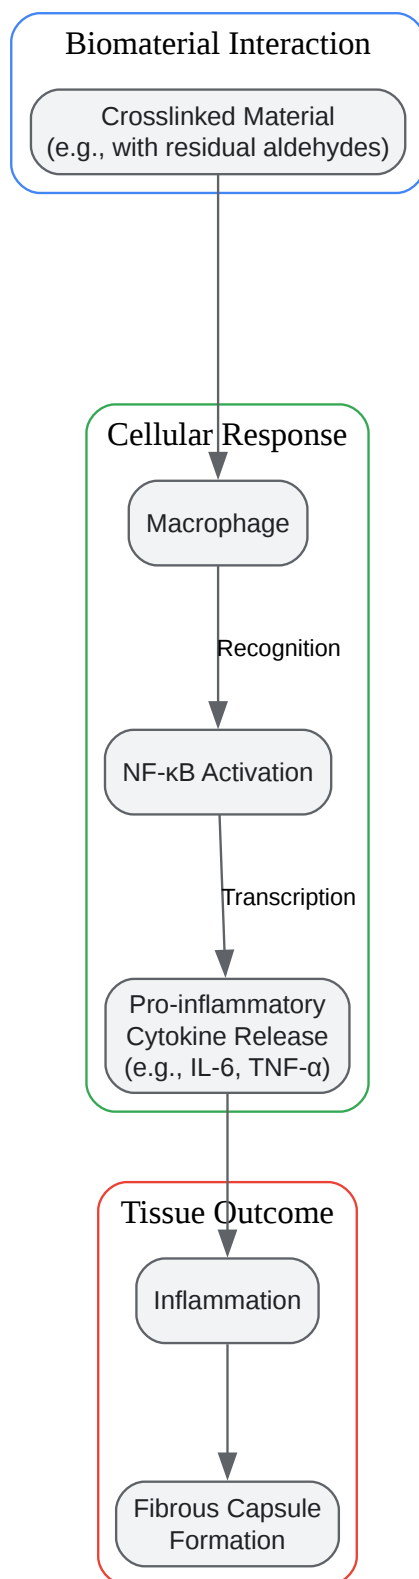 Biomaterial Interaction
Crosslinked Material
(e.g., with residual aldehydes)
Cellular Response
Macrophage
Recognition
NF-κB Activation
Transcription
Pro-inflammatory
Cytokine Release
(e.g., IL-6, TNF-α)
Tissue Outcome
Inflammation
Fibrous Capsule
Formation